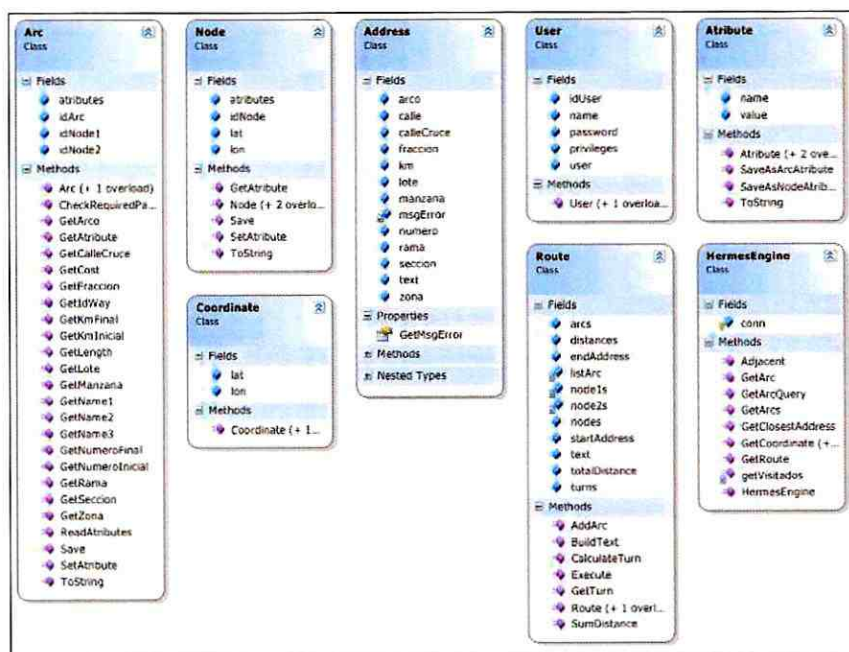 Arc
Class
Fields
atributes
idArc
idNode1
idNode2
Methods
Arc (+ 1 overload)
CheckRequiredPa...
GetArco
GetAtribute
GetCalleCruce
GetCost
GetFraccion
GetIdWay
GetKmFinal
GetKmInicial
GetLength
GetLote
GetManzana
GetName1
GetName2
GetName3
GetNumeroFinal
GetNumeroInicial
GetRama
GetSeccion
GetZona
ReadAtributes
Save
SetAtribute
ToString
Node
Class
Fields
atributes
idNode
lat
lon
Methods
GetAtribute
Node (+ 2 overlo...
Save
SetAtribute
ToString
Coordinate
Class
Fields
lat
lon
Methods
Coordinate (+ 1...
Address
Class
Fields
arco
calle
calleCruce
fraccion
km
lote
manzana
msgError
numero
rama
seccion
text
zona
Properties
GetMsgError
Methods
Nested Types
User
Class
Fields
idUser
name
password
privileges
user
Methods
User (+ 1 overloa...
Route
Class
Fields
arcs
distances
endAddress
listArc
node1s
node2s
nodes
startAddress
text
totalDistance
turns
Methods
AddArc
BuildText
CalculateTurn
Execute
GetTurn
Route (+ 1 overl...
SumDistance
Atribute
Class
Fields
name
value
Methods
Atribute (+ 2 ove...
SaveAsArcAtribute
SaveAsNodeAtrib...
ToString
HermesEngine
Class
Fields
conn
Methods
Adjacent
GetArc
GetArcQuery
GetArcs
GetClosestAddress
GetCoordinate (+...
GetRoute
getVisitados
HermesEngine